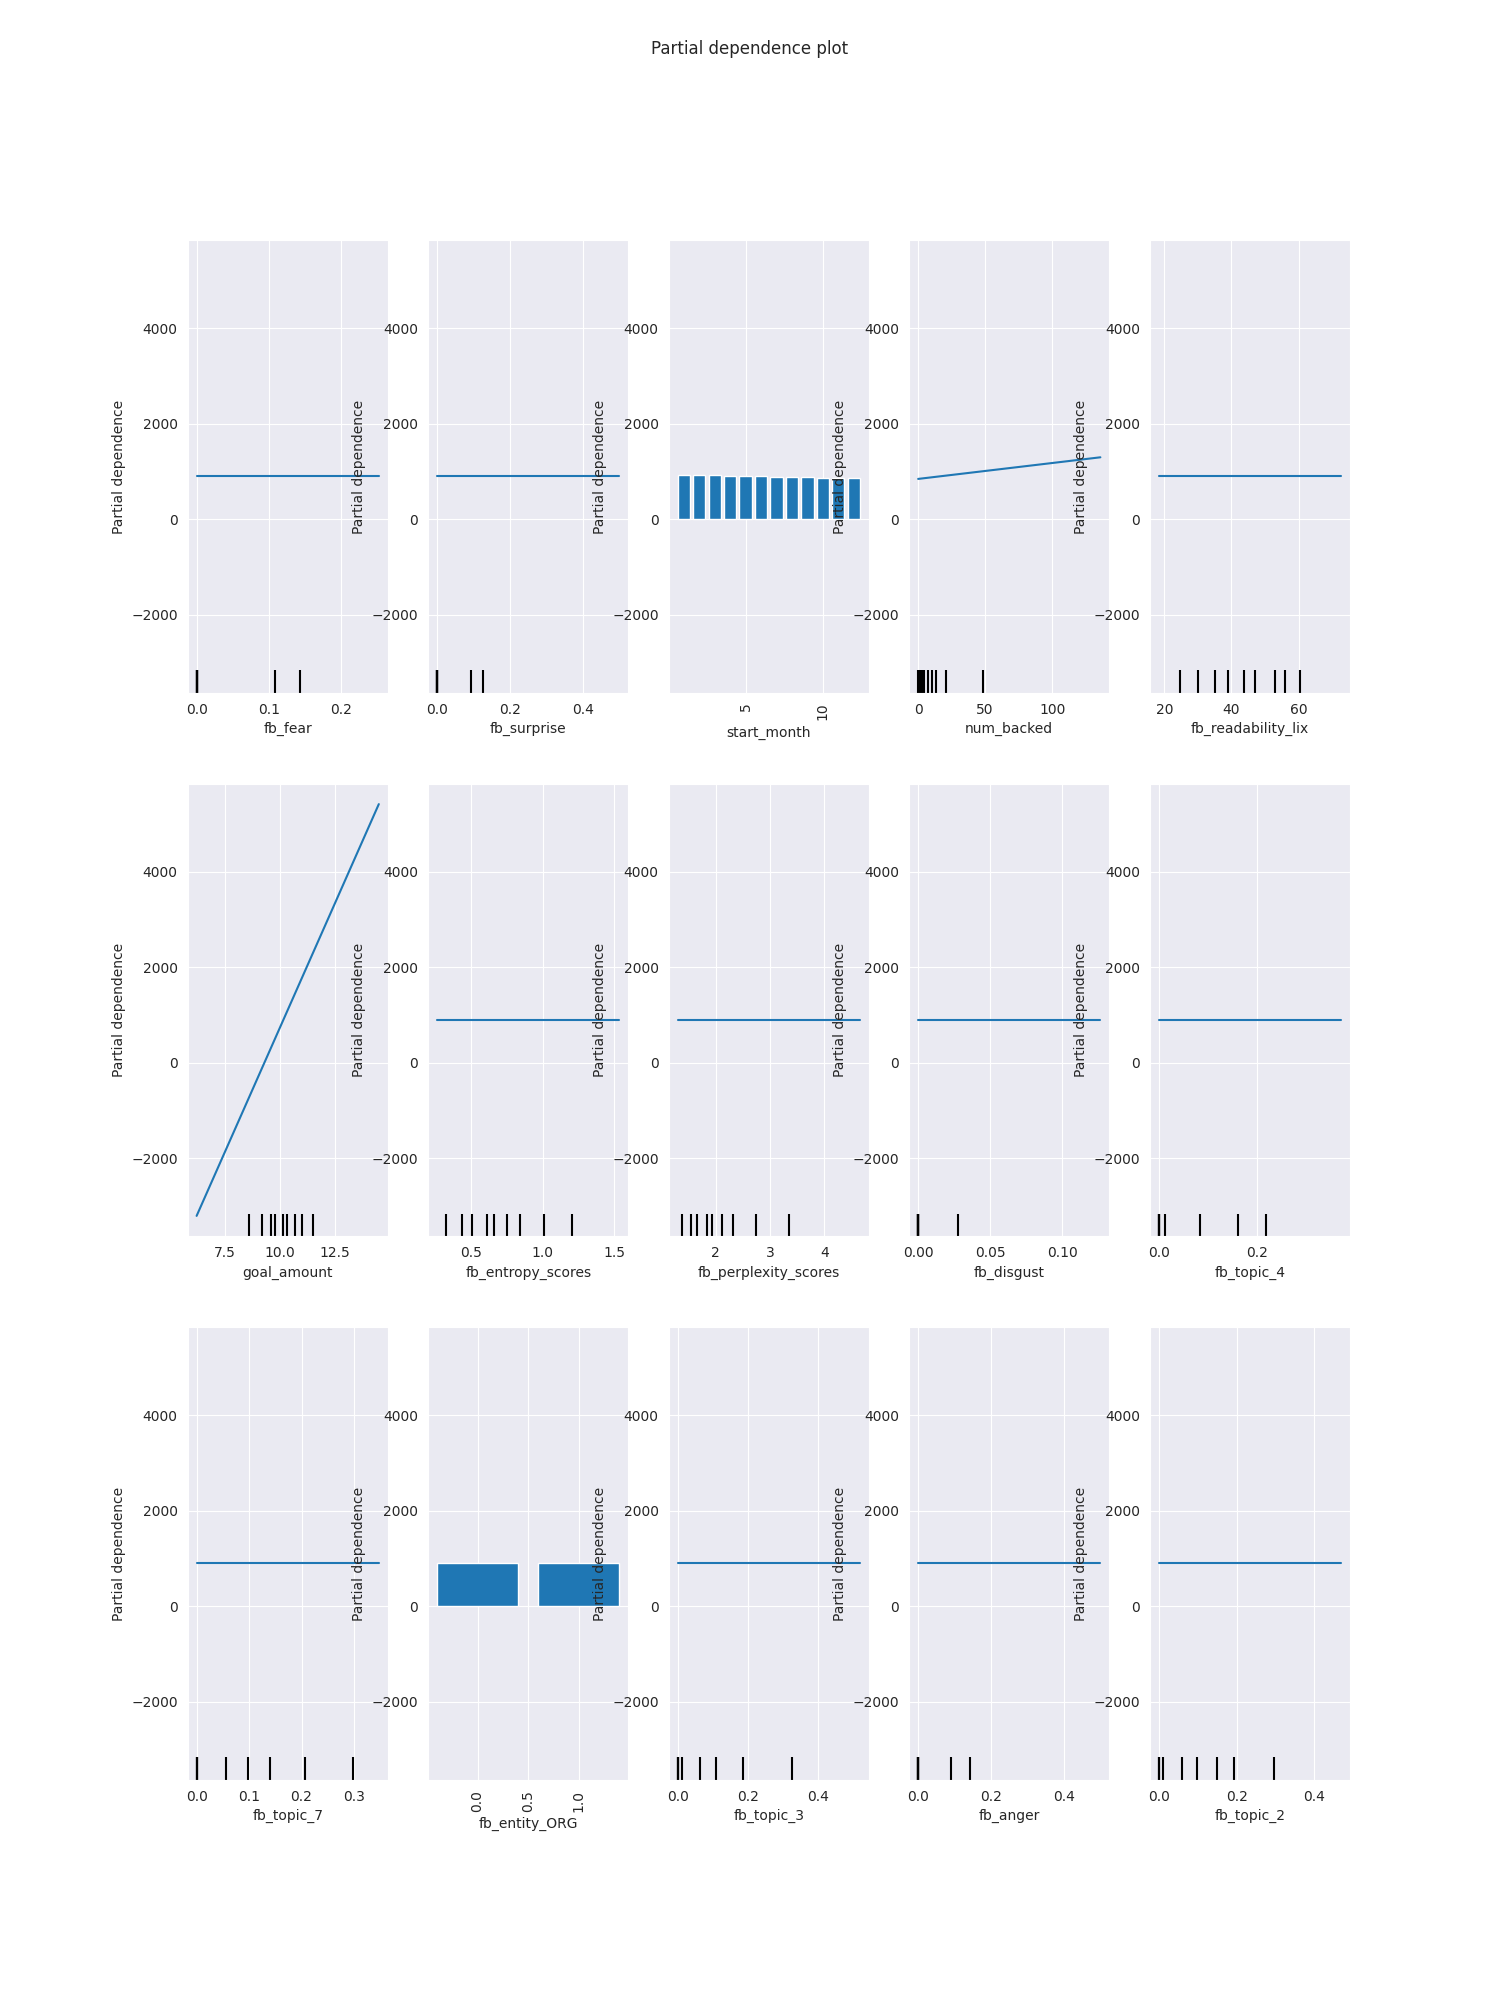 Partial dependence plot
Partial dependence
4000
2000
0
−2000
0.0 0.1 0.2
fb_fear
Partial dependence
4000
2000
0
−2000
0.0 0.2 0.4
fb_surprise
Partial dependence
4000
2000
0
−2000
5 10
start_month
Partial dependence
4000
2000
0
−2000
0 50 100
num_backed
Partial dependence
4000
2000
0
−2000
20 40 60
fb_readability_lix
Partial dependence
4000
2000
0
−2000
7.5 10.0 12.5
goal_amount
Partial dependence
4000
2000
0
−2000
0.5 1.0 1.5
fb_entropy_scores
Partial dependence
4000
2000
0
−2000
2 3 4
fb_perplexity_scores
Partial dependence
4000
2000
0
−2000
0.00 0.05 0.10
fb_disgust
Partial dependence
4000
2000
0
−2000
0.0 0.2
fb_topic_4
Partial dependence
4000
2000
0
−2000
0.0 0.1 0.2 0.3
fb_topic_7
Partial dependence
4000
2000
0
−2000
0.0 0.5 1.0
fb_entity_ORG
Partial dependence
4000
2000
0
−2000
0.0 0.2 0.4
fb_topic_3
Partial dependence
4000
2000
0
−2000
0.0 0.2 0.4
fb_anger
Partial dependence
4000
2000
0
−2000
0.0 0.2 0.4
fb_topic_2